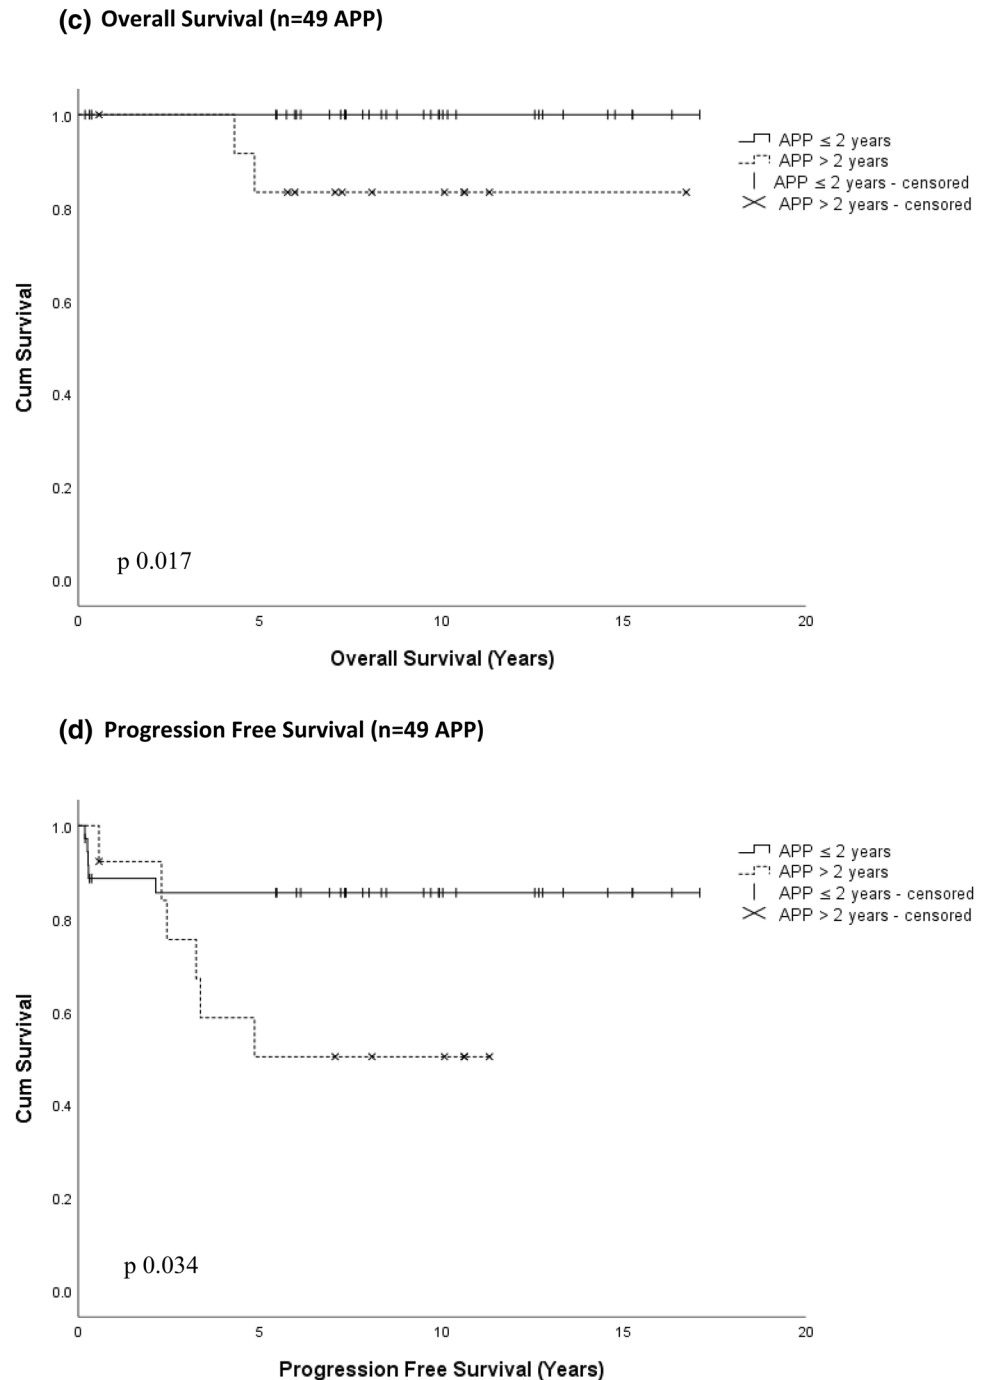 (c) Overall Survival (n=49 APP)
1.0
0.8
0.6
0.4
0.2
0.0
Cum Survival
p 0.017
0 5 10 15 20
Overall Survival (Years)
APP ≤ 2 years
APP > 2 years
APP ≤ 2 years - censored
APP > 2 years - censored
(d) Progression Free Survival (n=49 APP)
1.0
0.8
0.6
0.4
0.2
0.0
Cum Survival
p 0.034
0 5 10 15 20
Progression Free Survival (Years)
APP ≤ 2 years
APP > 2 years
APP ≤ 2 years - censored
APP > 2 years - censored